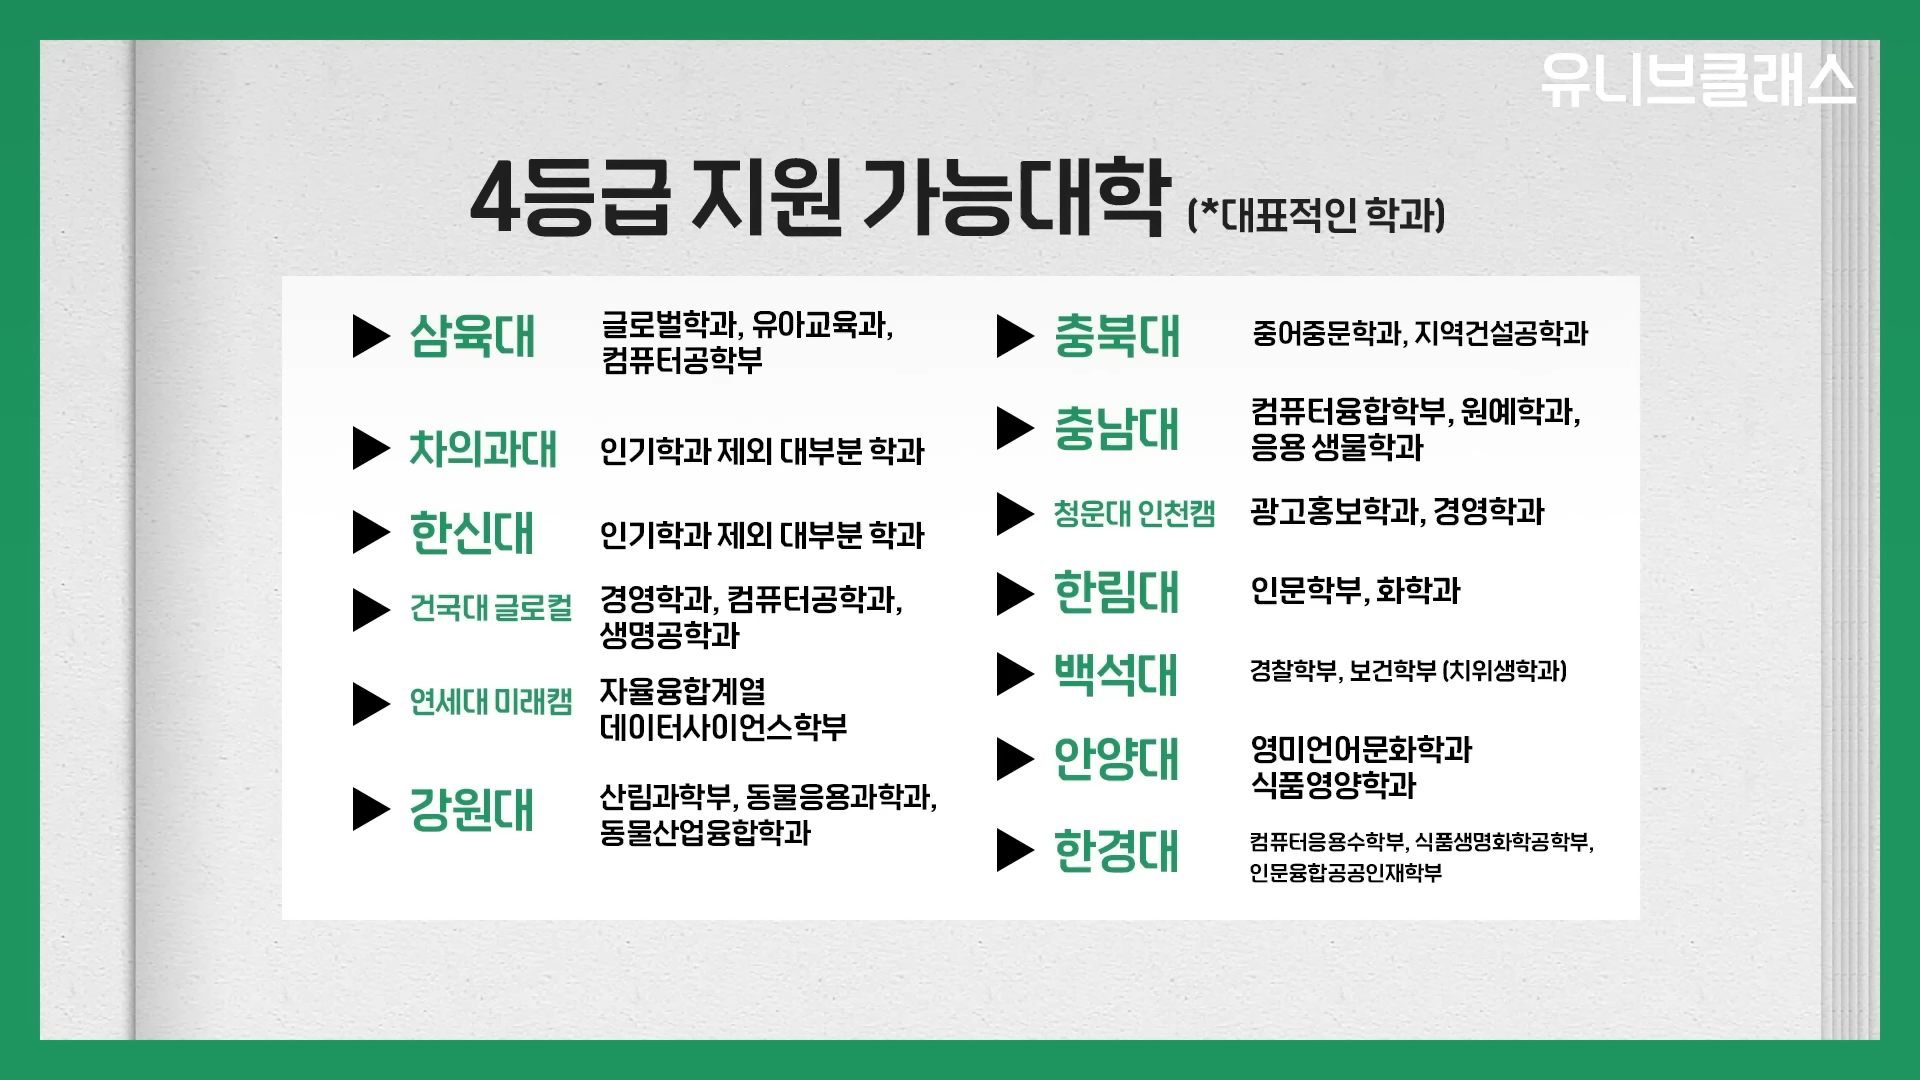 유니브클래스
4등급 지원 가능대학 (*대표적인 학과)
▶ 삼육대 글로벌학과, 유아교육과,
컴퓨터공학부
▶ 차의과대 인기학과 제외 대부분 학과
▶ 한신대 인기학과 제외 대부분 학과
▶ 건국대 글로컬 경영학과, 컴퓨터공학과,
생명공학과
▶ 연세대 미래캠 자율융합계열
데이터사이언스학부
▶ 강원대 산림과학부, 동물응용과학과,
동물산업융합학과
▶ 충북대 중어중문학과, 지역건설공학과
▶ 충남대 컴퓨터융합학부, 원예학과,
응용 생물학과
▶ 청운대 인천캠 광고홍보학과, 경영학과
▶ 한림대 인문학부, 화학과
▶ 백석대 경찰학부, 보건학부 (치위생학과)
▶ 안양대 영미언어문화학과
식품영양학과
▶ 한경대 컴퓨터응용수학부, 식품생명화학공학부,
인문융합공공인재학부